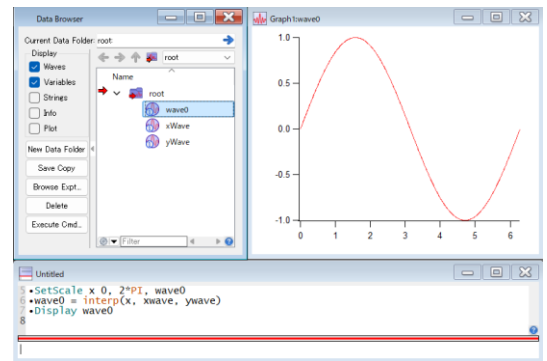 Data Browser
Current Data Folder: root:
Display
Waves
Variables
Strings
Info
Plot
New Data Folder
Save Copy
Browse Expt...
Delete
Execute Cmd...
root
Name
root
wave0
xWave
yWave
Filter
Graph1:wave0
1.0
0.5
0.0
-0.5
-1.0
0 1 2 3 4 5 6
Untitled
5 •SetScale x 0, 2*PI, wave0
6 •wave0 = interp(x, xwave, ywave)
7 •Display wave0
8